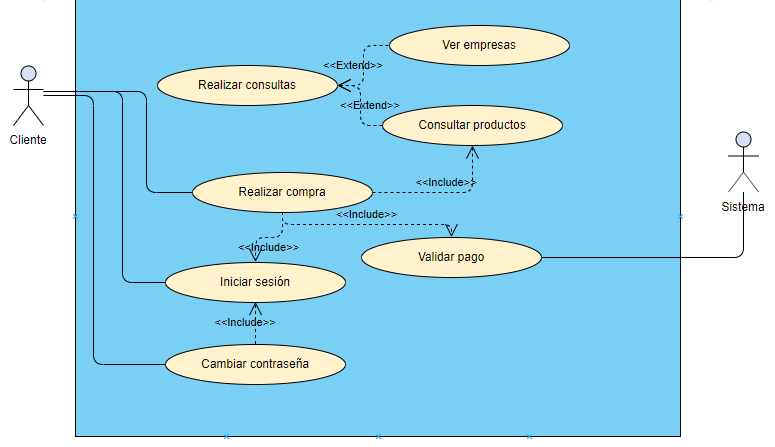 Ver empresas
<<Extend>>
Realizar consultas
<<Extend>>
Consultar productos
Cliente
<<Include>>
Realizar compra
Sistema
<<Include>>
<<Include>>
Validar pago
Iniciar sesión
<<Include>>
Cambiar contraseña